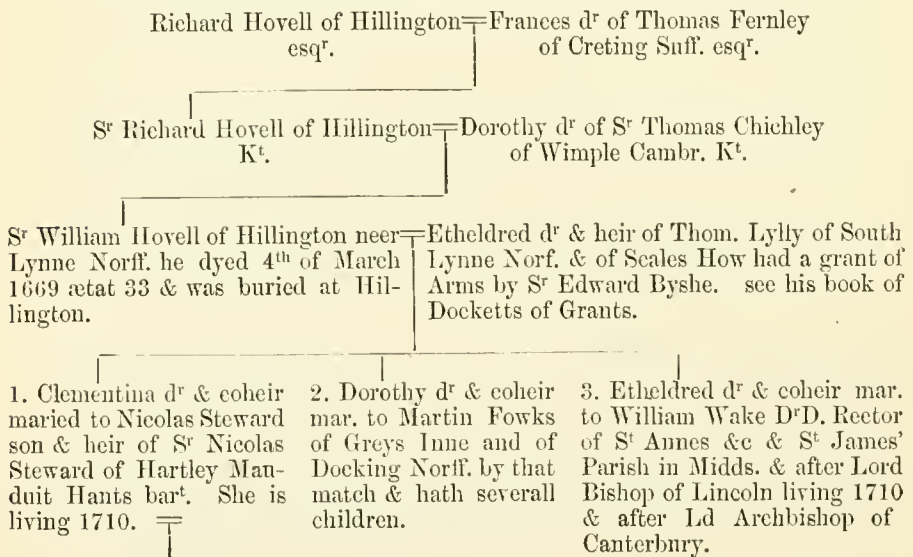 Richard Hovell of Hillington
esqʳ.
Frances dʳ of Thomas Fernley
of Creting Suff. esqʳ.
Sʳ Richard Hovell of Hillington
Kᵗ.
Dorothy dʳ of Sʳ Thomas Chichley
of Wimple Cambr. Kᵗ.
Sʳ William Hovell of Hillington neer
Lynne Norff. he dyed 4ᵗʰ of March
1669 ætat 33 & was buried at Hil-
lington.
Etheldred dʳ & heir of Thom. Lylly of South
Lynne Norf. & of Scales How had a grant of
Arms by Sʳ Edward Byshe. see his book of
Docketts of Grants.
1. Clementina dʳ & coheir
maried to Nicolas Steward
son & heir of Sʳ Nicolas
Steward of Hartley Man-
duit Hants barᵗ. She is
living 1710.
2. Dorothy dʳ & coheir
mar. to Martin Fowks
of Greys Inne and of
Docking Norff. by that
match & hath severall
children.
3. Etheldred dʳ & coheir mar.
to William Wake DʳD. Rector
of Sᵗ Annes &c & Sᵗ James’
Parish in Midds. & after Lord
Bishop of Lincoln living 1710
& after Ld Archbishop of
Canterbury.